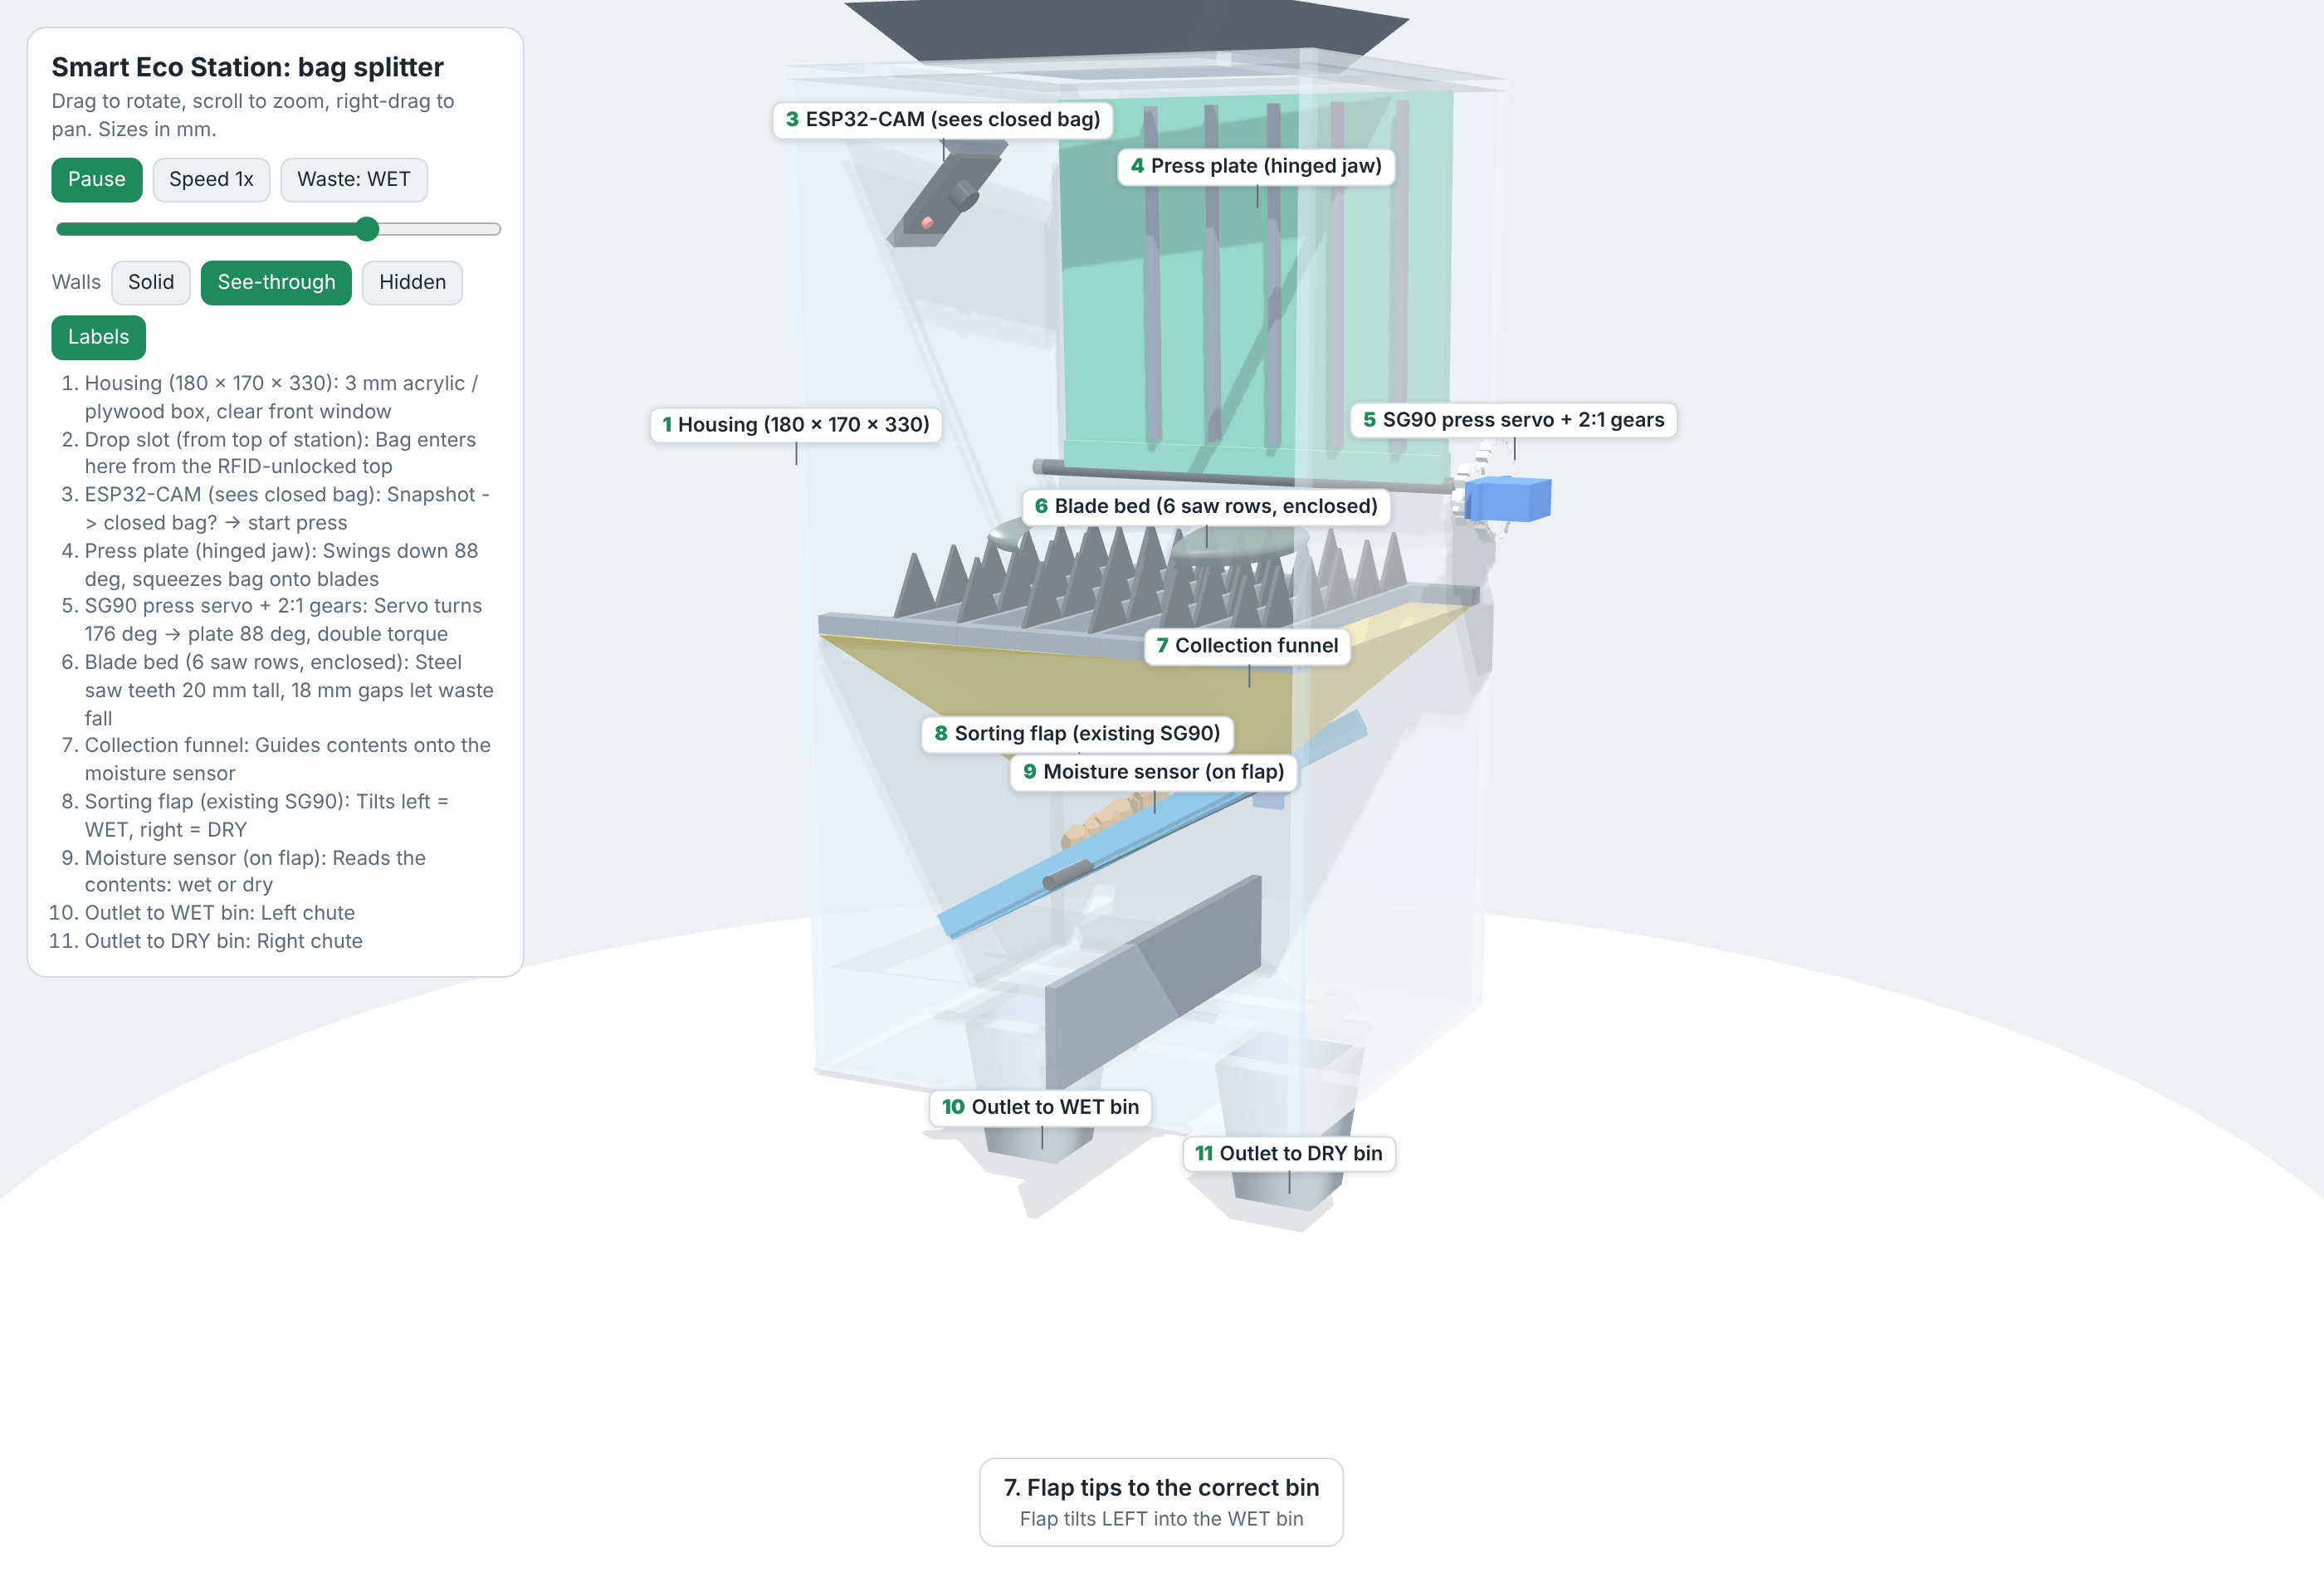 Smart Eco Station: bag splitter
Drag to rotate, scroll to zoom, right-drag to
pan. Sizes in mm.
Pause
Speed 1x
Waste: WET
Walls
Solid
See-through
Hidden
Labels
1. Housing (180 × 170 × 330): 3 mm acrylic /
plywood box, clear front window
2. Drop slot (from top of station): Bag enters
here from the RFID-unlocked top
3. ESP32-CAM (sees closed bag): Snapshot -
> closed bag? → start press
4. Press plate (hinged jaw): Swings down 88
deg, squeezes bag onto blades
5. SG90 press servo + 2:1 gears: Servo turns
176 deg → plate 88 deg, double torque
6. Blade bed (6 saw rows, enclosed): Steel
saw teeth 20 mm tall, 18 mm gaps let waste
fall
7. Collection funnel: Guides contents onto the
moisture sensor
8. Sorting flap (existing SG90): Tilts left =
WET, right = DRY
9. Moisture sensor (on flap): Reads the
contents: wet or dry
10. Outlet to WET bin: Left chute
11. Outlet to DRY bin: Right chute
3 ESP32-CAM (sees closed bag)
4 Press plate (hinged jaw)
1 Housing (180 × 170 × 330)
5 SG90 press servo + 2:1 gears
6 Blade bed (6 saw rows, enclosed)
7 Collection funnel
8 Sorting flap (existing SG90)
9 Moisture sensor (on flap)
10 Outlet to WET bin
11 Outlet to DRY bin
7. Flap tips to the correct bin
Flap tilts LEFT into the WET bin